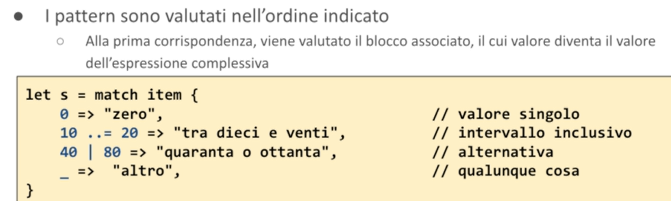 ● I pattern sono valutati nell'ordine indicato
○ Alla prima corrispondenza, viene valutato il blocco associato, il cui valore diventa il valore
dell'espressione complessiva
let s = match item {
0 => "zero", // valore singolo
10 ..= 20 => "tra dieci e venti", // intervallo inclusivo
40 | 80 => "quaranta o ottanta", // alternativa
_ => "altro", // qualunque cosa
}